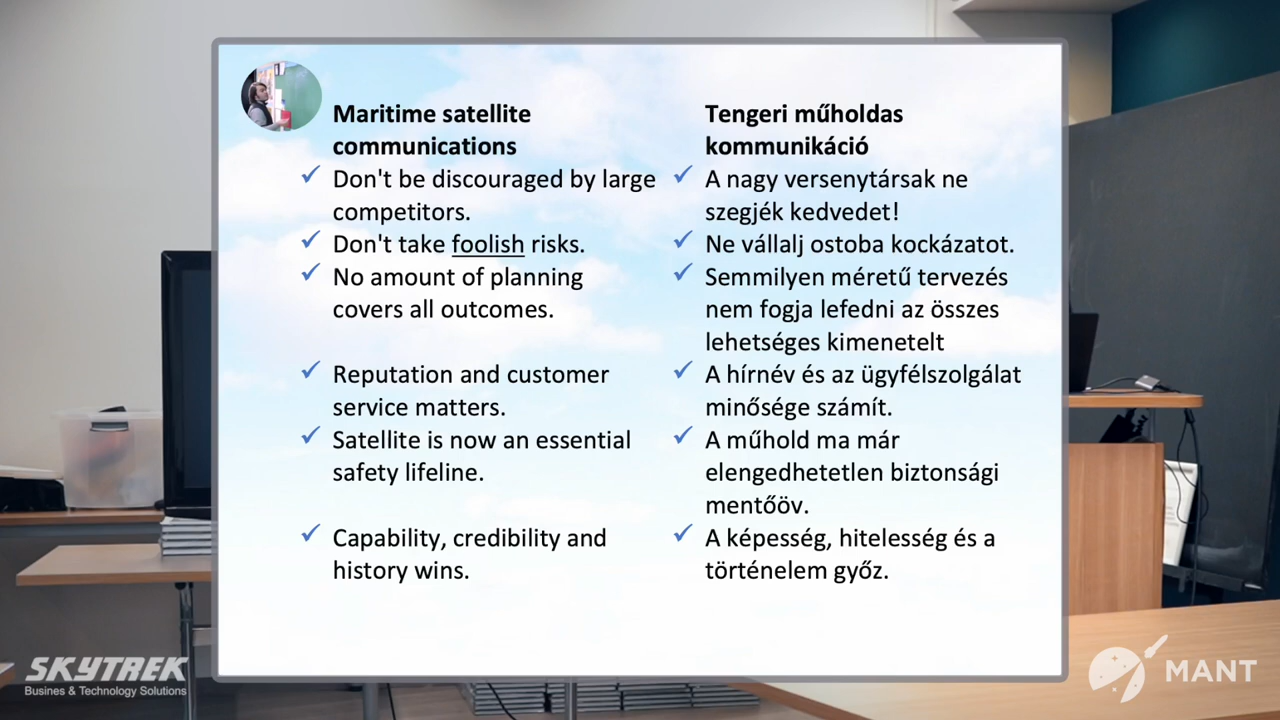 Maritime satellite
communications
✓ Don't be discouraged by large
competitors.
✓ Don't take foolish risks.
✓ No amount of planning
covers all outcomes.
✓ Reputation and customer
service matters.
✓ Satellite is now an essential
safety lifeline.
✓ Capability, credibility and
history wins.
Tengeri műholdas
kommunikáció
✓ A nagy versenytársak ne
szegjék kedvedet!
✓ Ne vállalj ostoba kockázatot.
✓ Semmilyen méretű tervezés
nem fogja lefedni az összes
lehetséges kimenetelt
✓ A hírnév és az ügyfélszolgálat
minősége számít.
✓ A műhold ma már
elengedhetetlen biztonsági
mentőöv.
✓ A képesség, hitelesség és a
történelem győz.
SKYTREK
Busines & Technology Solutions
MANT